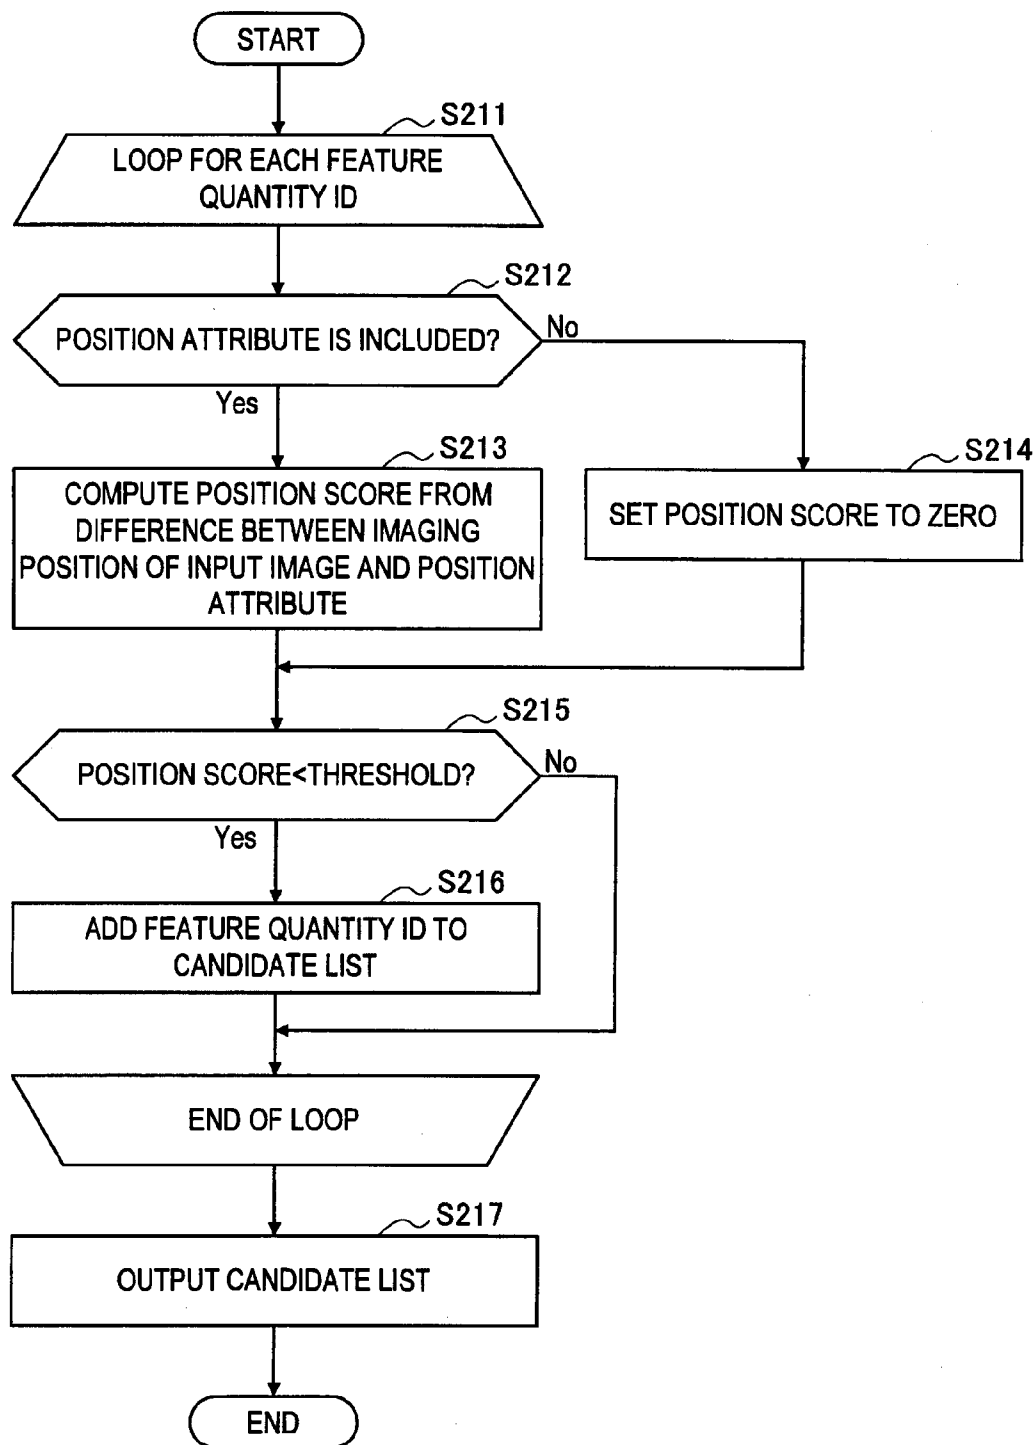 START
S211
LOOP FOR EACH FEATURE
QUANTITY ID
S212
POSITION ATTRIBUTE IS INCLUDED?
No
Yes
S213
COMPUTE POSITION SCORE FROM
DIFFERENCE BETWEEN IMAGING
POSITION OF INPUT IMAGE AND POSITION
ATTRIBUTE
S214
SET POSITION SCORE TO ZERO
S215
POSITION SCORE<THRESHOLD?
No
Yes
S216
ADD FEATURE QUANTITY ID TO
CANDIDATE LIST
END OF LOOP
S217
OUTPUT CANDIDATE LIST
END